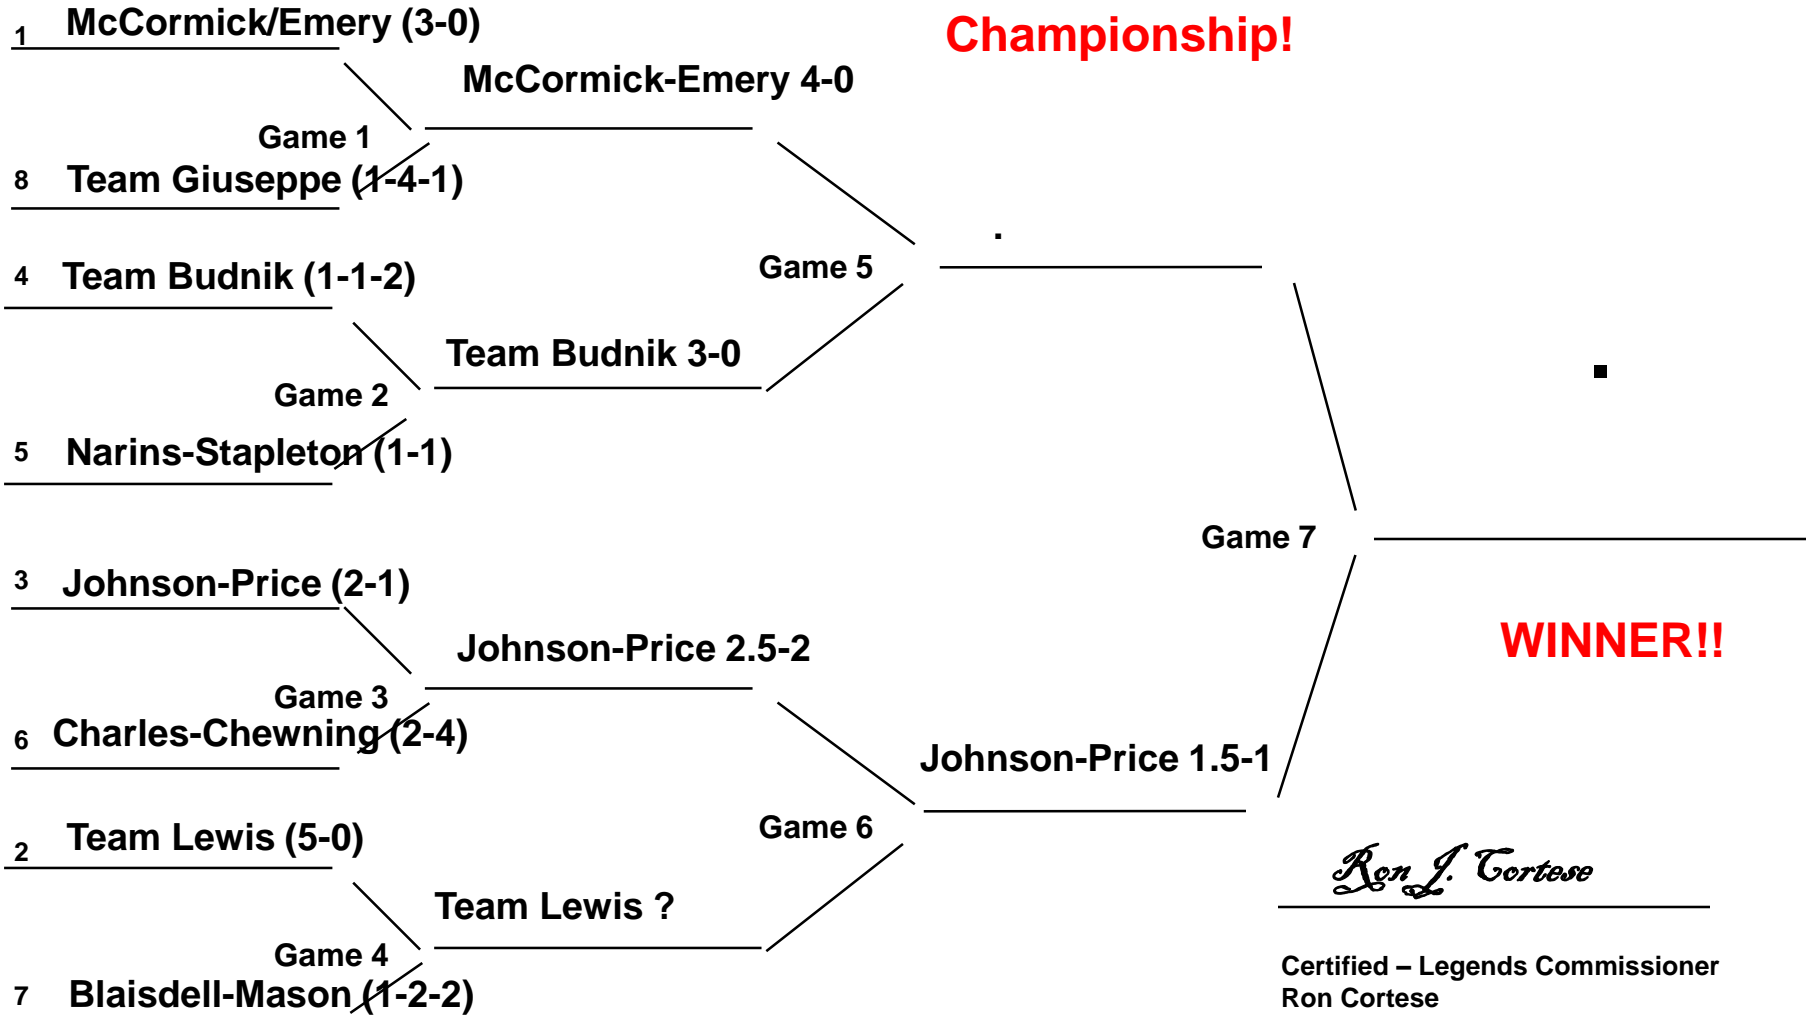 Championship!
1 McCormick/Emery (3-0)
McCormick-Emery 4-0
Game 1
8 Team Giuseppe (1-4-1)
.
4 Team Budnik (1-1-2)
Game 5
Team Budnik 3-0
Game 2
5 Narins-Stapleton (1-1)
Game 7
3 Johnson-Price (2-1)
Johnson-Price 2.5-2
WINNER!!
Game 3
6 Charles-Chewning (2-4)
Johnson-Price 1.5-1
2 Team Lewis (5-0)
Game 6
Team Lewis ?
Game 4
7 Blaisdell-Mason (1-2-2)
Ron J. Cortese
Certified – Legends Commissioner
Ron Cortese